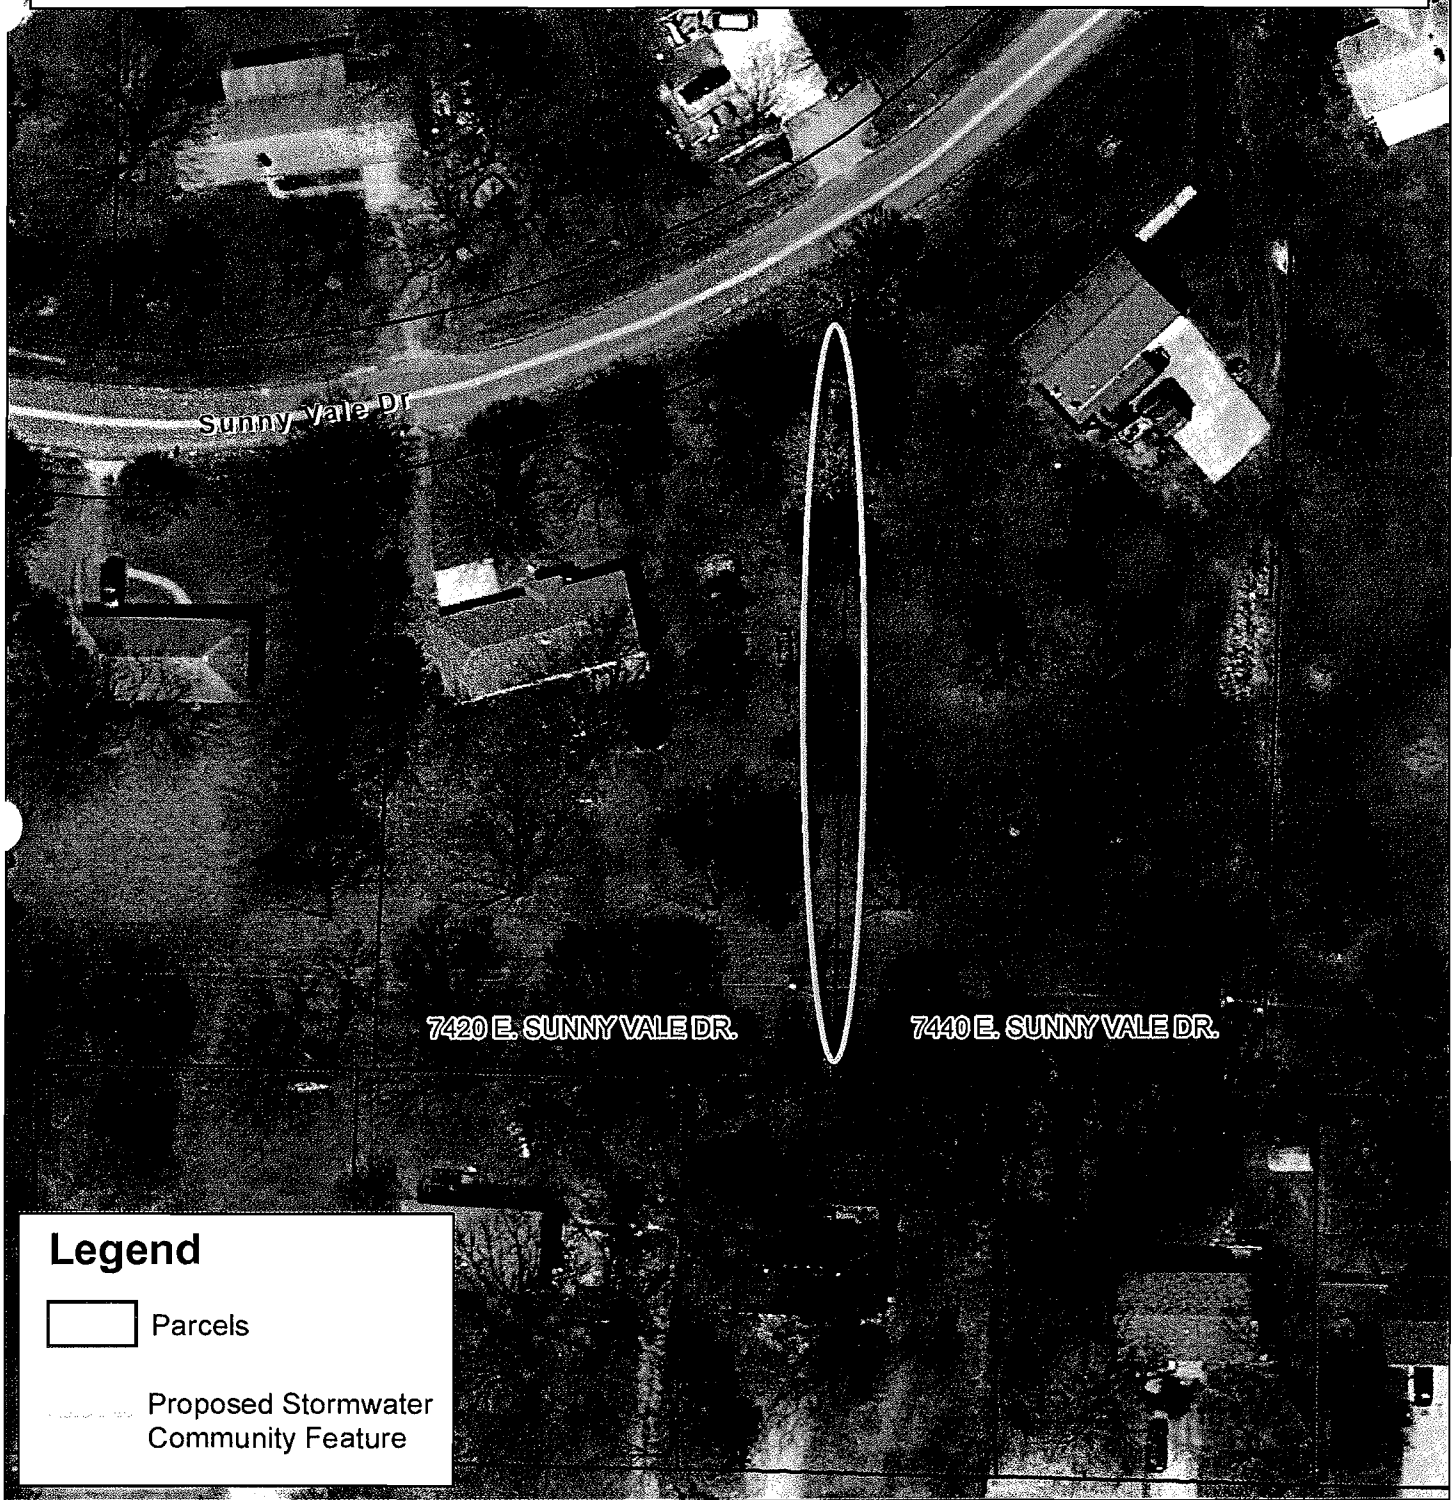 Sunny Vale Dr
7420 E. SUNNY VALE DR.
7440 E. SUNNY VALE DR.
Legend
Parcels
Proposed Stormwater
Community Feature